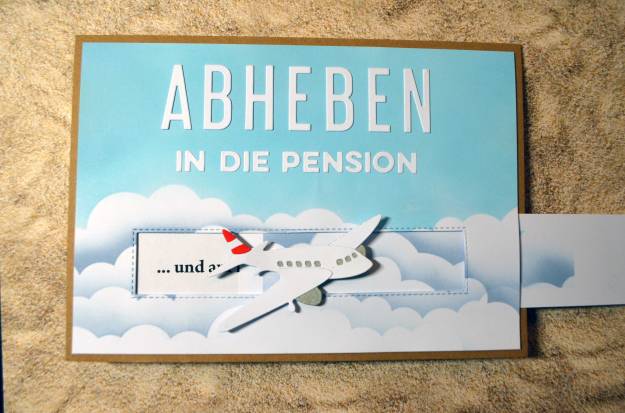 ABHEBEN
IN DIE PENSION
... und